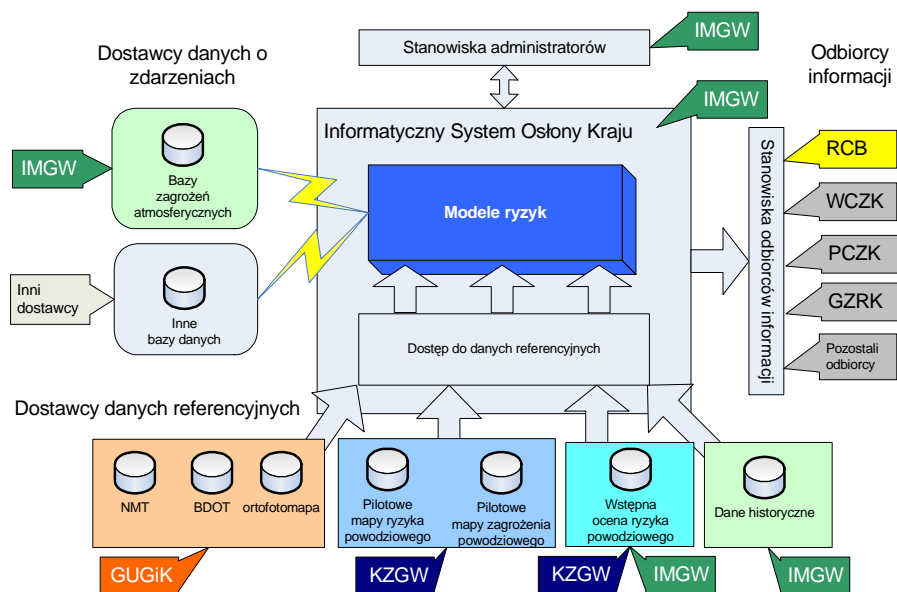 Dostawcy danych o
zdarzeniach
Stanowiska administratorów
IMGW
Odbiorcy
informacji
IMGW
Informatyczny System Osłony Kraju
IMGW
Bazy
zagrożeń
atmosferycznych
Modele ryzyk
Stanowiska odbiorców informacji
RCB
WCZK
PCZK
GZRK
Pozostali
odbiorcy
Inni
dostawcy
Inne
bazy danych
Dostęp do danych referencyjnych
Dostawcy danych referencyjnych
NMT
BDOT
ortofotomapa
Pilotowe
mapy ryzyka
powodziowego
Pilotowe
mapy zagrożenia
powodziowego
Wstępna
ocena ryzyka
powodziowego
Dane historyczne
GUGiK
KZGW
KZGW
IMGW
IMGW